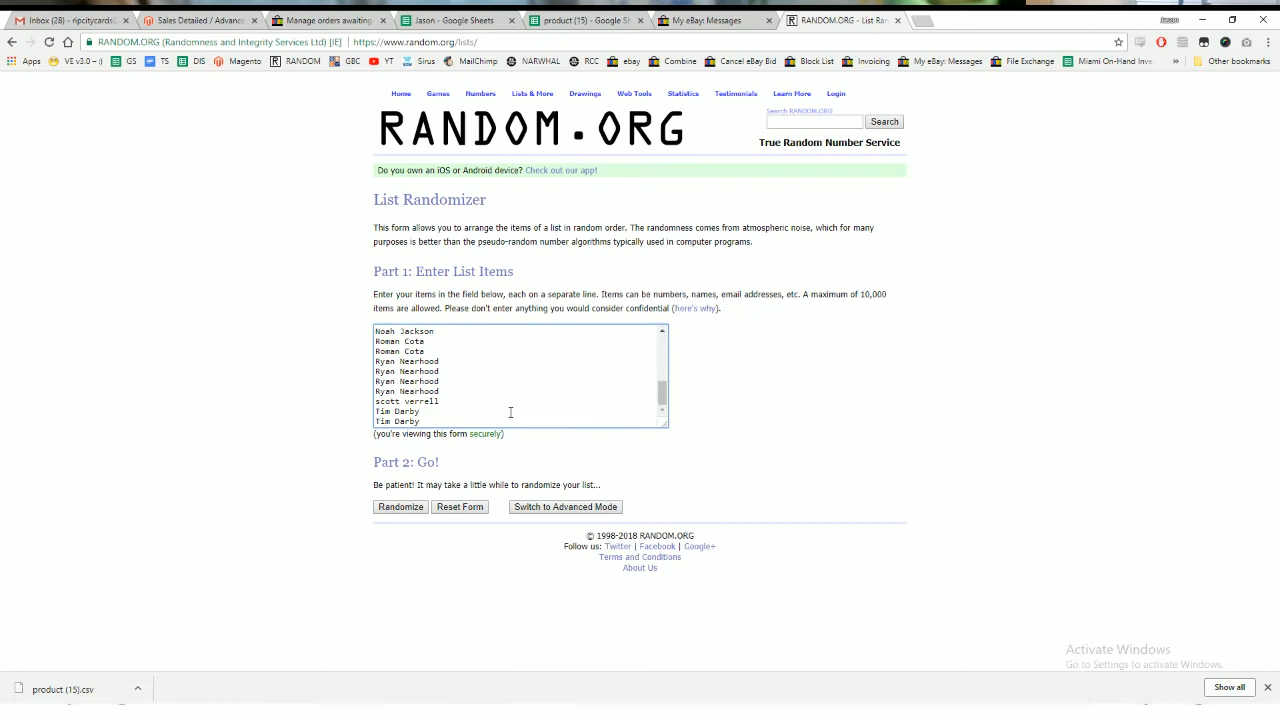 Inbox (28) - ripcitycards
Sales Detailed / Advance
Manage orders awaiting
Jason - Google Sheets
product (15) - Google Sh
My eBay: Messages
RANDOM.ORG - List Ran
RANDOM.ORG (Randomness and Integrity Services Ltd) [IE] | https://www.random.org/lists/
Apps VE v3.0 -- :) GS TS DIS Magento RANDOM GBC YT Sirus MailChimp NARWHAL RCC ebay Combine Cancel eBay Bid Block List Invoicing My eBay: Messages File Exchange Miami On-Hand Inve » Other bookmarks
Home Games Numbers Lists & More Drawings Web Tools Statistics Testimonials Learn More Login
RANDOM.ORG
Search RANDOM.ORG
Search
True Random Number Service
Do you own an iOS or Android device? Check out our app!
List Randomizer
This form allows you to arrange the items of a list in random order. The randomness comes from atmospheric noise, which for many
purposes is better than the pseudo-random number algorithms typically used in computer programs.
Part 1: Enter List Items
Enter your items in the field below, each on a separate line. Items can be numbers, names, email addresses, etc. A maximum of 10,000
items are allowed. Please don't enter anything you would consider confidential (here's why).
Noah Jackson
Roman Cota
Roman Cota
Ryan Nearhood
Ryan Nearhood
Ryan Nearhood
Ryan Nearhood
scott verrell
Tim Darby
Tim Darby
(you're viewing this form securely)
Part 2: Go!
Be patient! It may take a little while to randomize your list...
Randomize Reset Form Switch to Advanced Mode
© 1998-2018 RANDOM.ORG
Follow us: Twitter | Facebook | Google+
Terms and Conditions
About Us
Activate Windows
Go to Settings to activate Windows.
product (15).csv
Show all